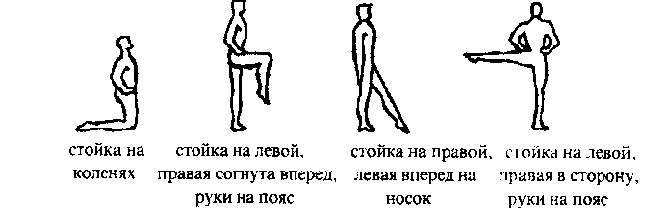 стойка на
коленях
стойка на левой,
правая согнута вперед,
руки на пояс
стойка на правой,
левая вперед на
носок
стойка на левой,
правая в сторону,
руки на пояс